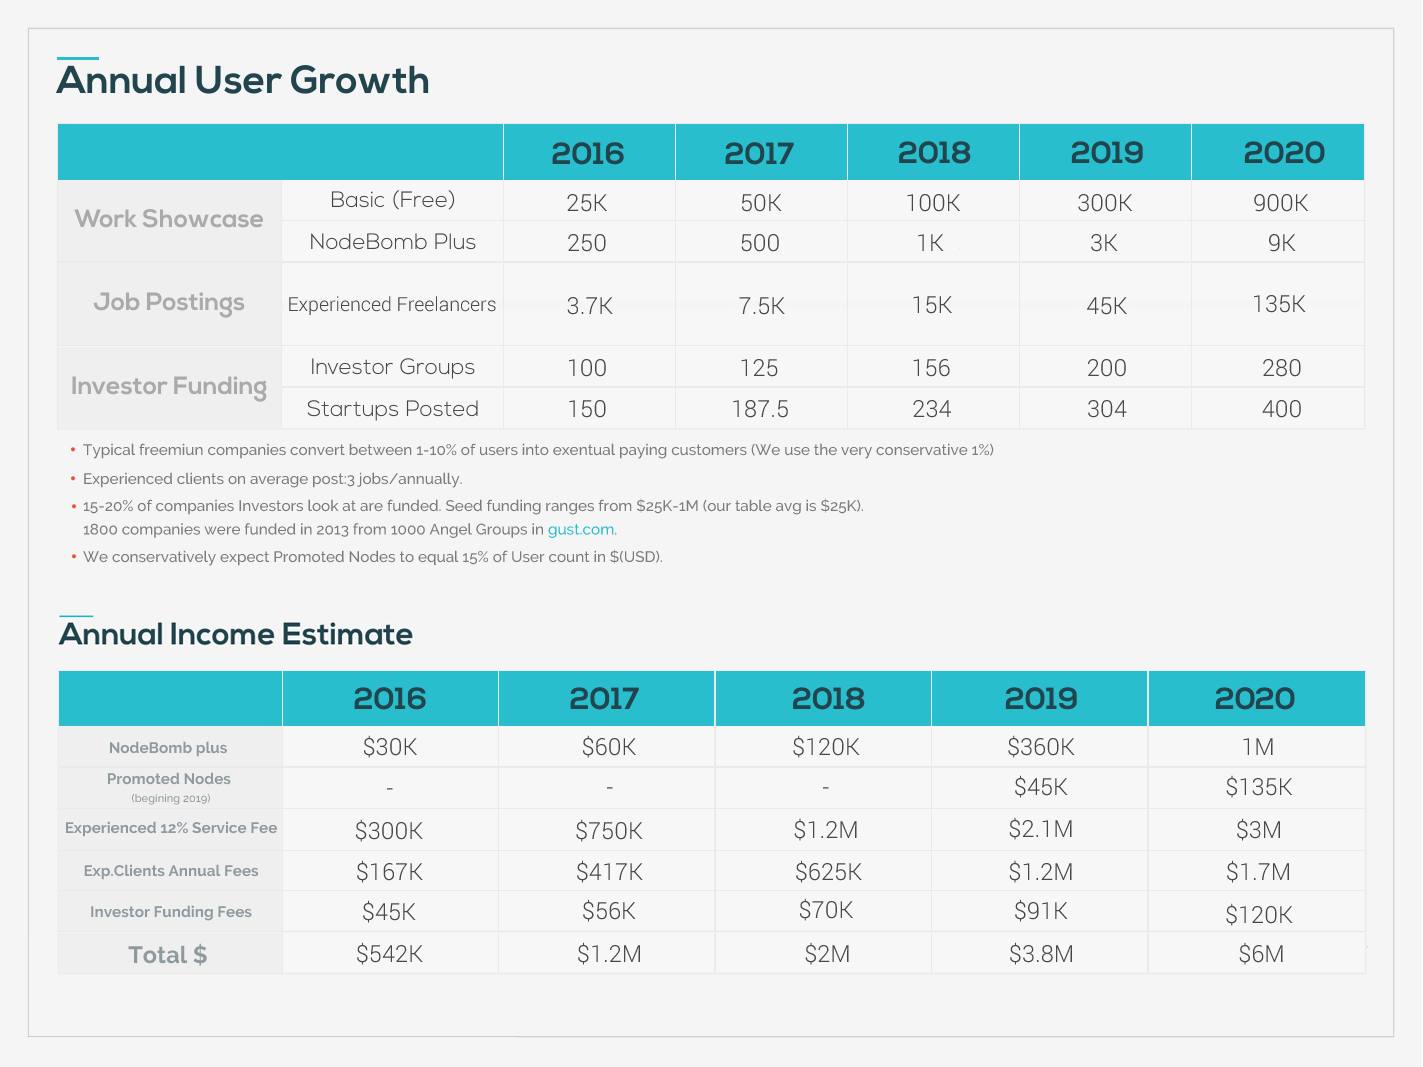 Annual User Growth
2016 2017 2018 2019 2020
Work Showcase
Basic (Free) 25K 50K 100K 300K 900K
NodeBomb Plus 250 500 1K 3K 9K
Job Postings
Experienced Freelancers 3.7K 7.5K 15K 45K 135K
Investor Funding
Investor Groups 100 125 156 200 280
Startups Posted 150 187.5 234 304 400
• Typical freemiun companies convert between 1-10% of users into exentual paying customers (We use the very conservative 1%)
• Experienced clients on average post:3 jobs/annually.
• 15-20% of companies Investors look at are funded. Seed funding ranges from $25K-1M (our table avg is $25K).
1800 companies were funded in 2013 from 1000 Angel Groups in gust.com.
• We conservatively expect Promoted Nodes to equal 15% of User count in $(USD).
Annual Income Estimate
2016 2017 2018 2019 2020
NodeBomb plus $30K $60K $120K $360K 1M
Promoted Nodes - - - $45K $135K
(begining 2019)
Experienced 12% Service Fee $300K $750K $1.2M $2.1M $3M
Exp.Clients Annual Fees $167K $417K $625K $1.2M $1.7M
Investor Funding Fees $45K $56K $70K $91K $120K
Total $ $542K $1.2M $2M $3.8M $6M